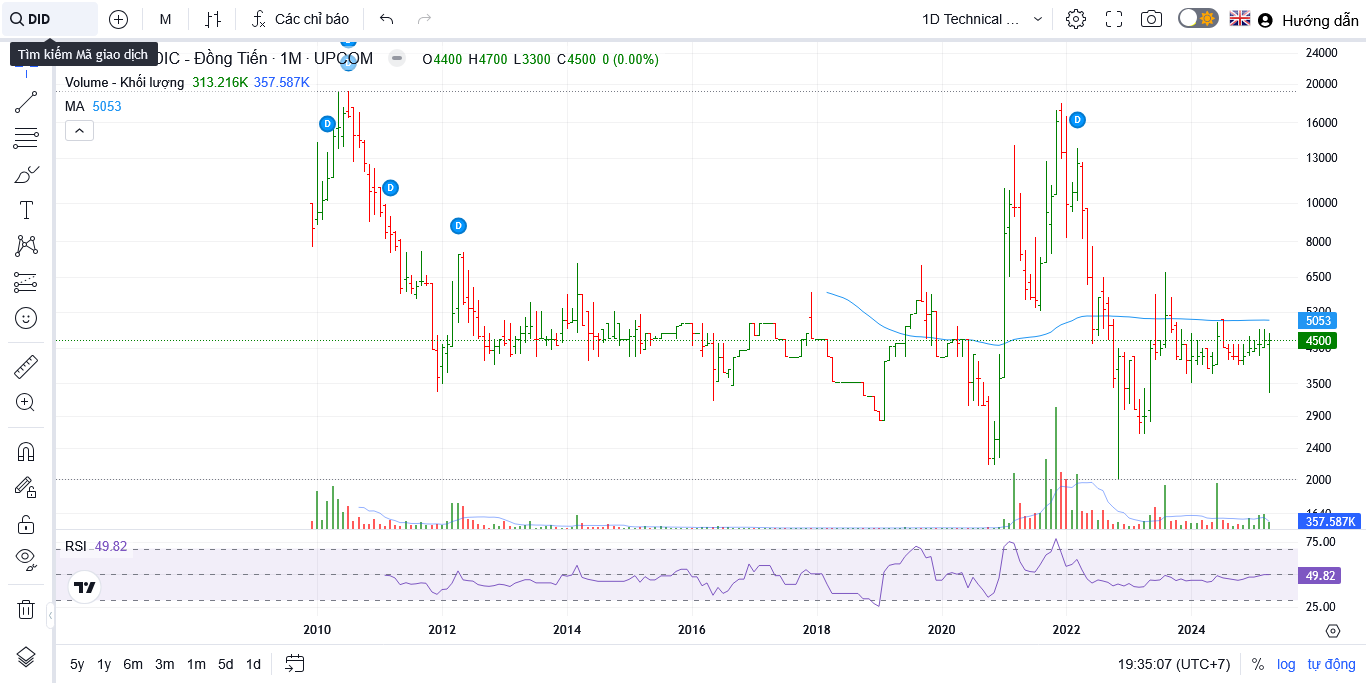 DID
M
Các chỉ báo
1D Technical ...
Hướng dẫn
Tìm kiếm Mã giao dịch
DIC - Đồng Tiến · 1M · UPCOM
O4400 H4700 L3300 C4500 0 (0.00%)
Volume - Khối lượng 313.216K 357.587K
MA 5053
D
D
D
D
24000
20000
16000
13000
10000
8000
6500
5053
4500
3500
2900
2400
2000
357.587K
RSI 49.82
75.00
49.82
25.00
2010 2012 2014 2016 2018 2020 2022 2024
5y 1y 6m 3m 1m 5d 1d
19:35:07 (UTC+7) % log tự động